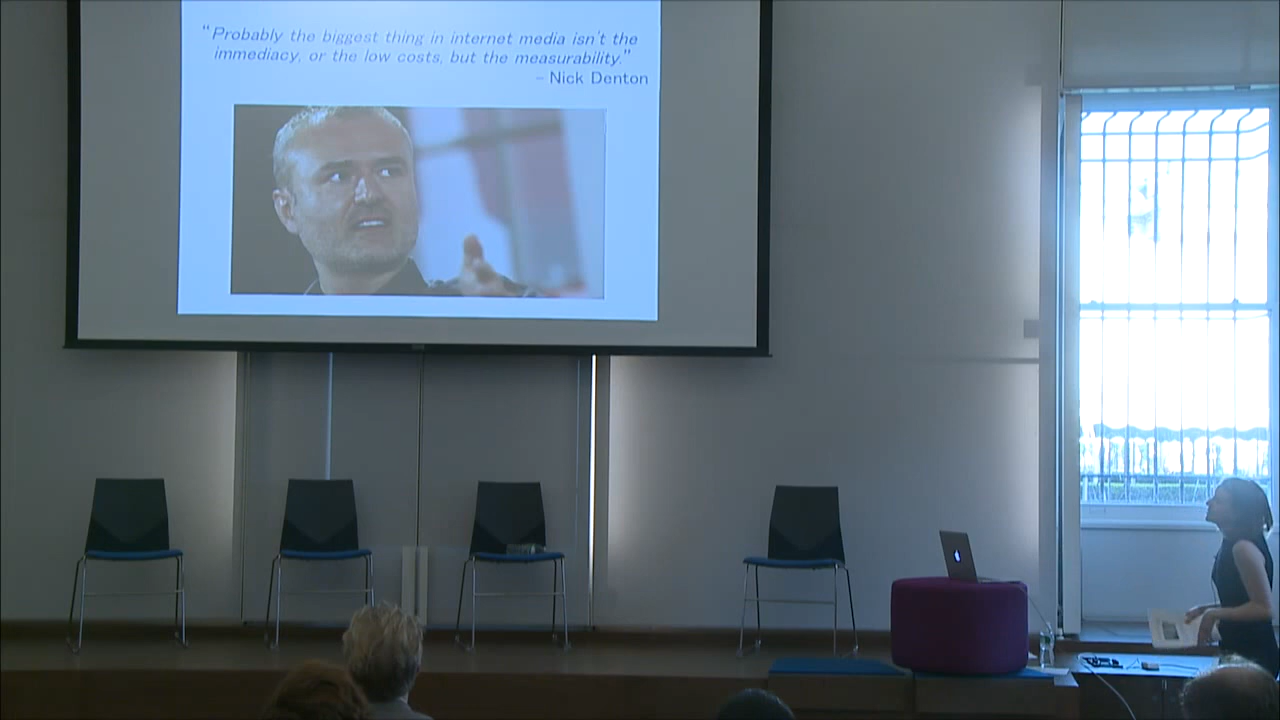 “Probably the biggest thing in internet media isn't the
immediacy, or the low costs, but the measurability.”
– Nick Denton